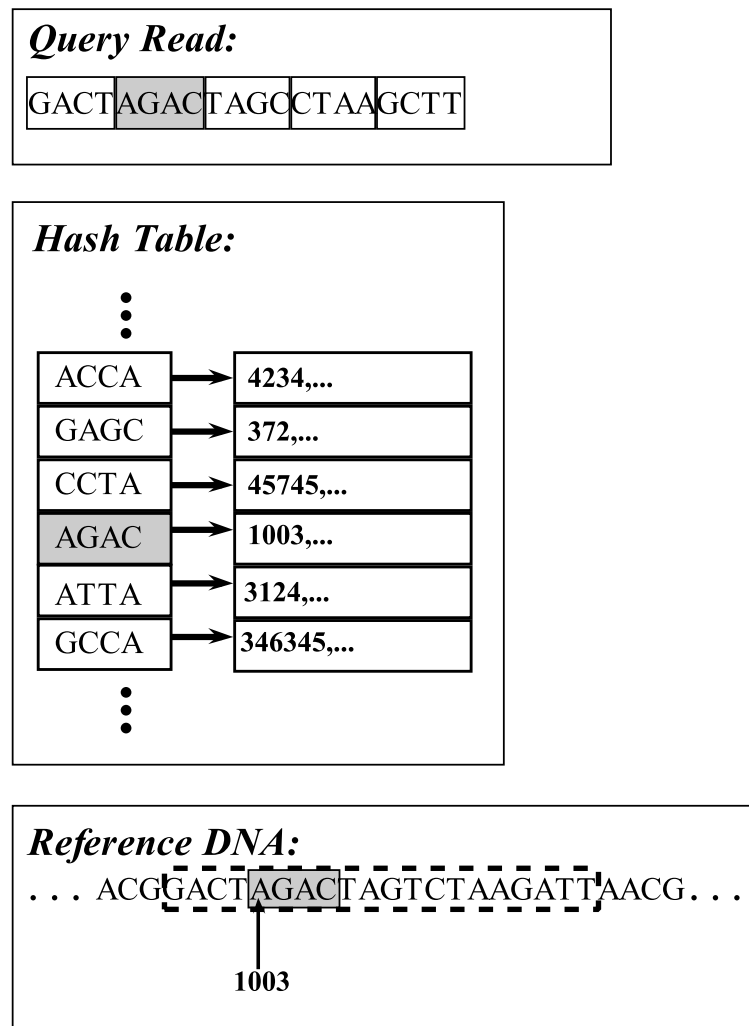 Query Read:
GACT AGAC TAGC CTAA GCTT
Hash Table:
ACCA 4234,...
GAGC 372,...
CCTA 45745,...
AGAC 1003,...
ATTA 3124,...
GCCA 346345,...
Reference DNA:
. . . ACGGACTAGACTAGTCTAAGATTAACG . . .
1003